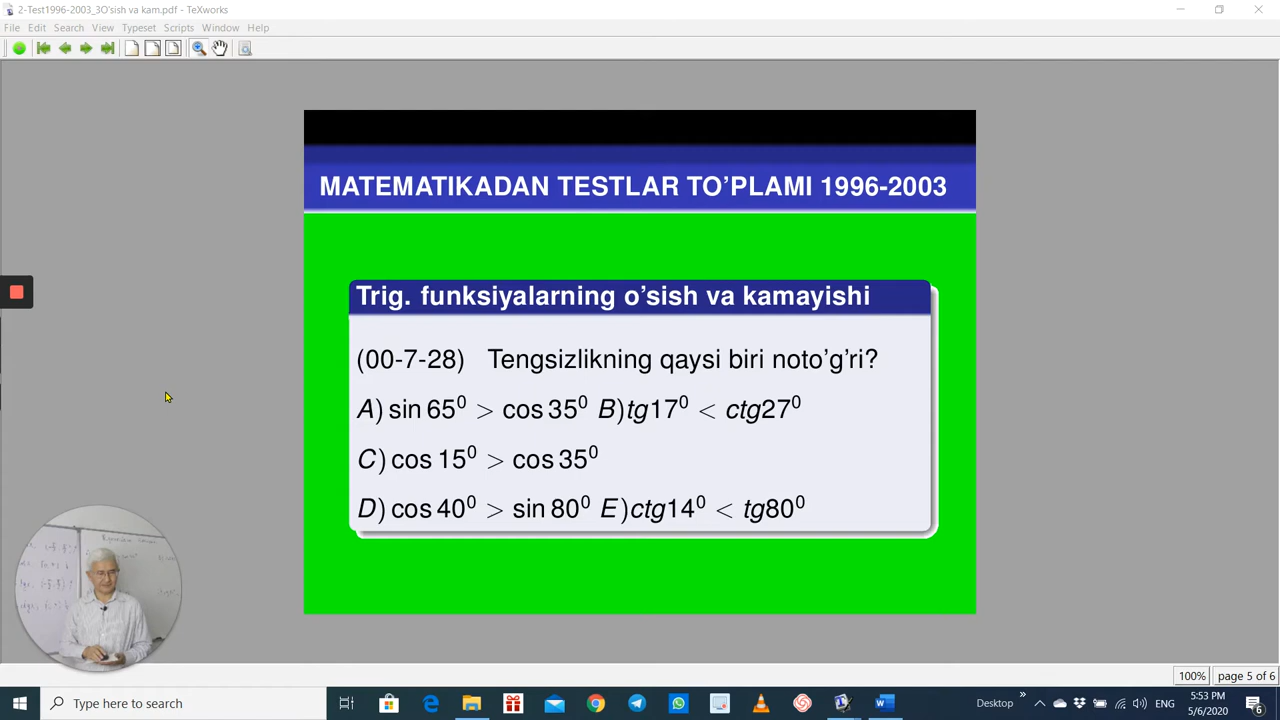 2-Test1996-2003_3O'sish va kam.pdf - TeXworks
File Edit Search View Typeset Scripts Window Help
MATEMATIKADAN TESTLAR TO'PLAMI 1996-2003
Trig. funksiyalarning o'sish va kamayishi
(00-7-28) Tengsizlikning qaysi biri noto'g'ri?
A) sin 65⁰ > cos 35⁰ B)tg17⁰ < ctg27⁰
C) cos 15⁰ > cos 35⁰
D) cos 40⁰ > sin 80⁰ E)ctg14⁰ < tg80⁰
100% page 5 of 6
Type here to search
Desktop
ENG
5:53 PM
5/6/2020
6